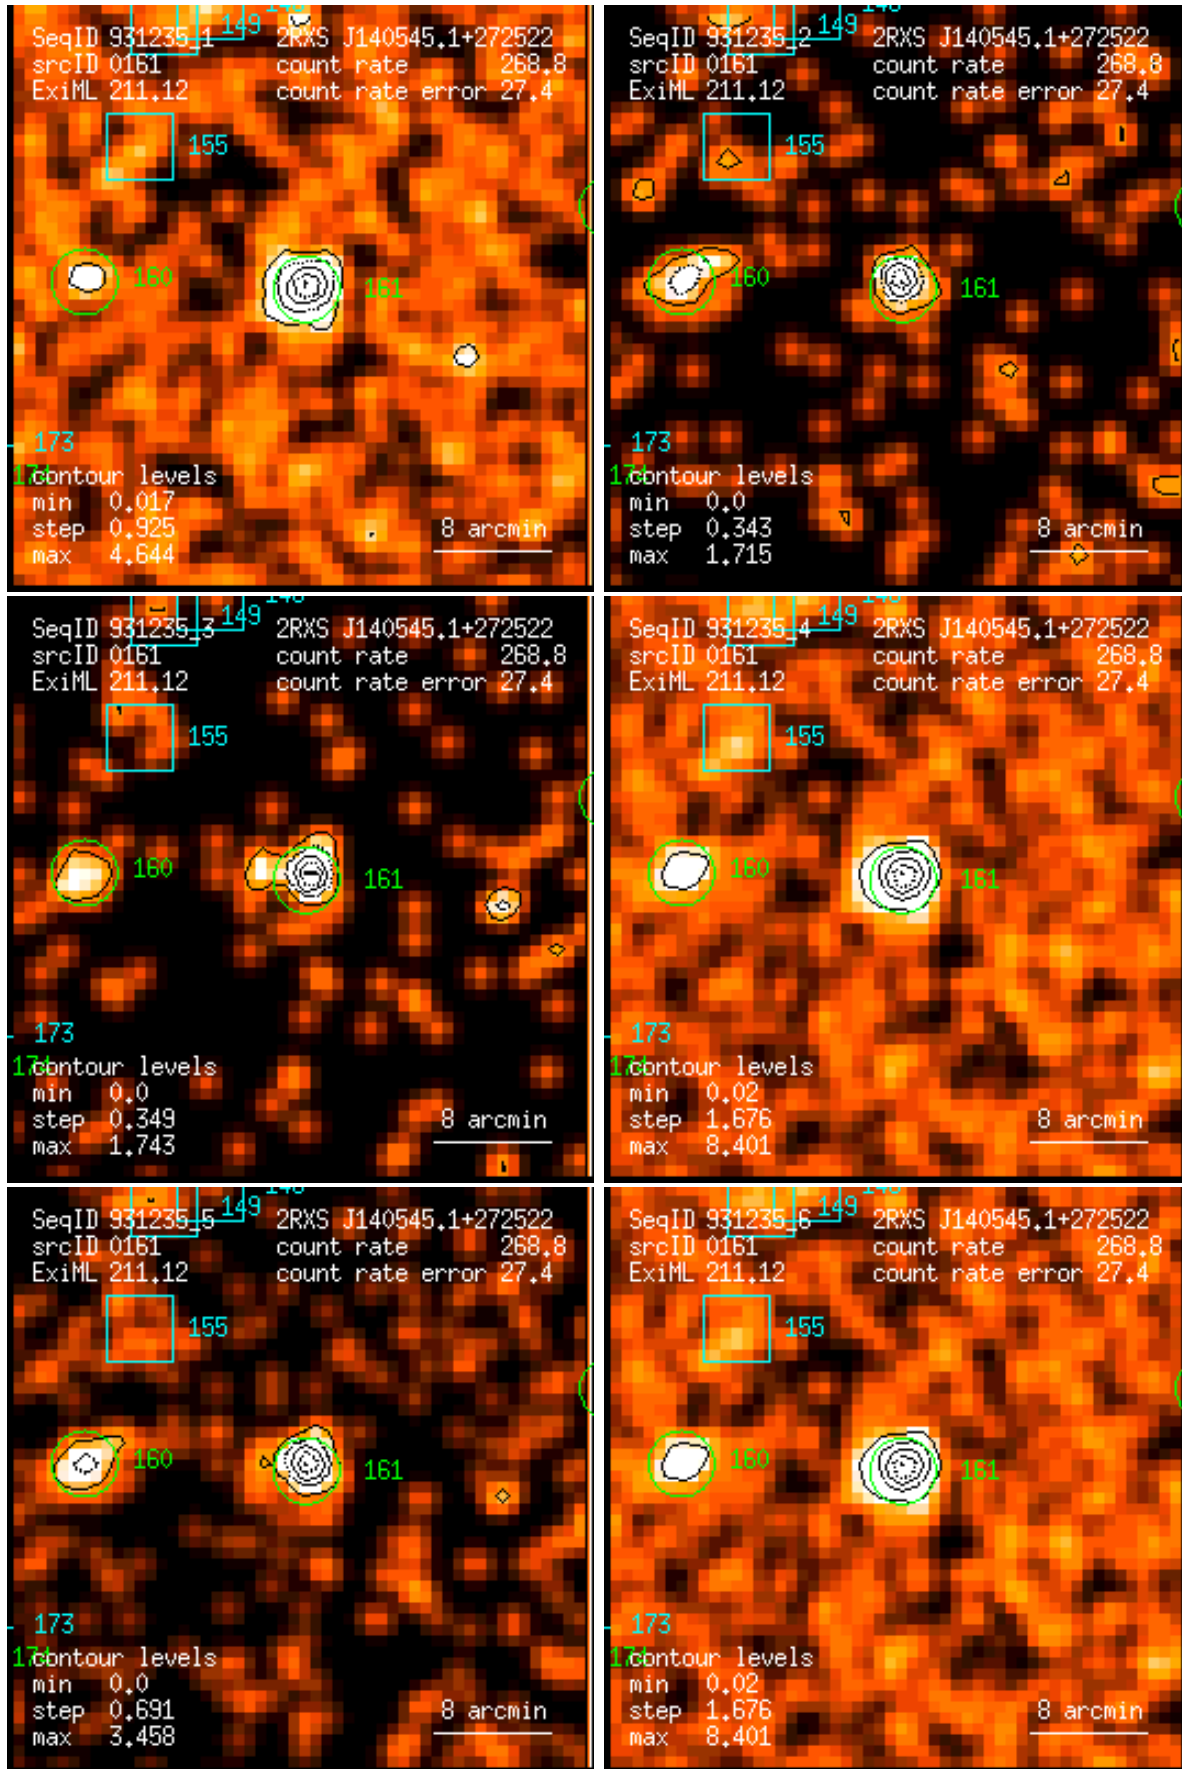 149
SeqID 931235_1 2RXS J140545.1+272522
srcID 0161 count rate 268.8
ExiML 211.12 count rate error 27.4
155
160
161
173
contour levels
min 0.017
step 0.925 8 arcmin
max 4.644
149
SeqID 931235_2 2RXS J140545.1+272522
srcID 0161 count rate 268.8
ExiML 211.12 count rate error 27.4
155
160
161
173
contour levels
min 0.0
step 0.343 8 arcmin
max 1.715
149
SeqID 931235_3 2RXS J140545.1+272522
srcID 0161 count rate 268.8
ExiML 211.12 count rate error 27.4
155
160
161
173
contour levels
min 0.0
step 0.349 8 arcmin
max 1.743
149
SeqID 931235_4 2RXS J140545.1+272522
srcID 0161 count rate 268.8
ExiML 211.12 count rate error 27.4
155
160
161
173
contour levels
min 0.02
step 1.676 8 arcmin
max 8.401
149
SeqID 931235_5 2RXS J140545.1+272522
srcID 0161 count rate 268.8
ExiML 211.12 count rate error 27.4
155
160
161
173
contour levels
min 0.0
step 0.691 8 arcmin
max 3.458
149
SeqID 931235_6 2RXS J140545.1+272522
srcID 0161 count rate 268.8
ExiML 211.12 count rate error 27.4
155
160
161
173
contour levels
min 0.02
step 1.676 8 arcmin
max 8.401